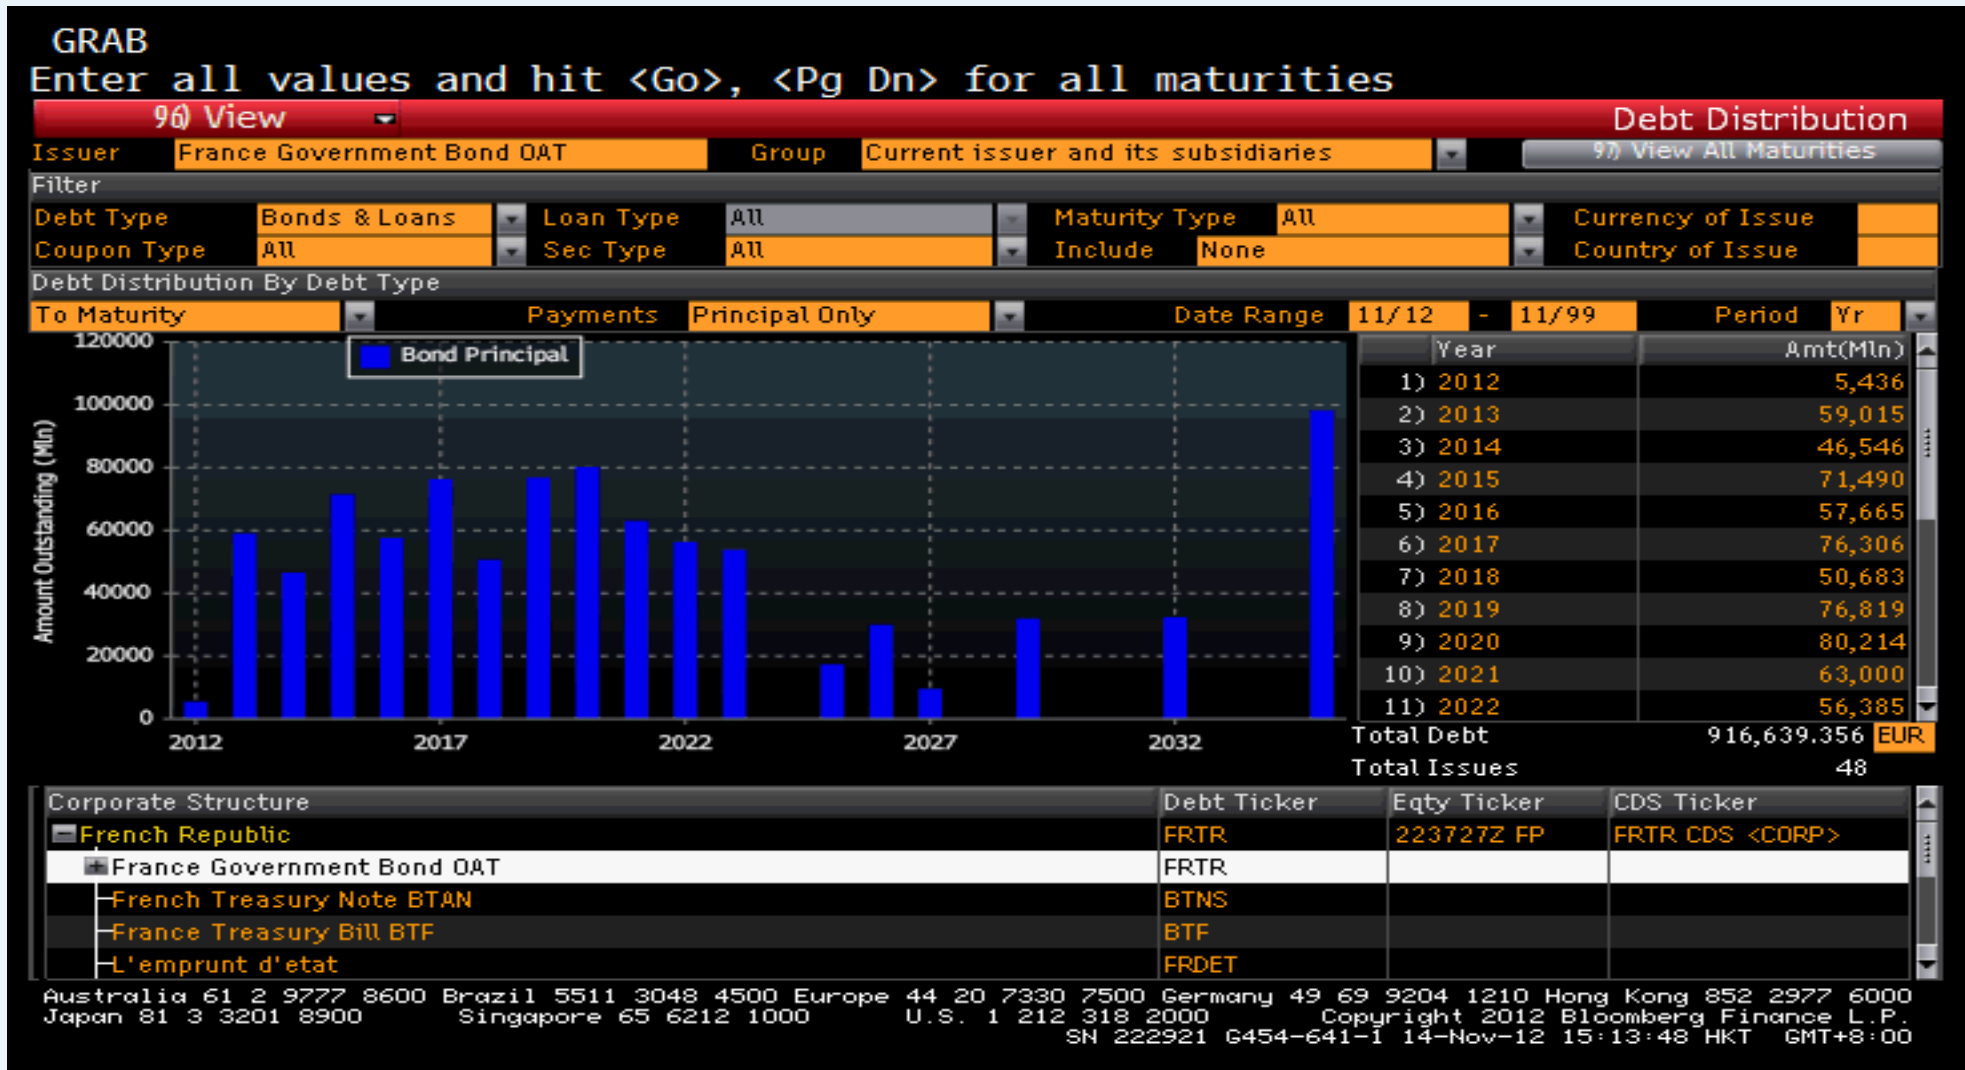 GRAB
Enter all values and hit <Go>, <Pg Dn> for all maturities
96) View Debt Distribution
Issuer France Government Bond OAT Group Current issuer and its subsidiaries 97) View All Maturities
Filter
Debt Type Bonds & Loans Loan Type All Maturity Type All Currency of Issue
Coupon Type All Sec Type All Include None Country of Issue
Debt Distribution By Debt Type
To Maturity Payments Principal Only Date Range 11/12 - 11/99 Period Yr
Bond Principal
Amount Outstanding (Mln)
120000
100000
80000
60000
40000
20000
0
2012 2017 2022 2027 2032
Year Amt(Mln)
1) 2012 5,436
2) 2013 59,015
3) 2014 46,546
4) 2015 71,490
5) 2016 57,665
6) 2017 76,306
7) 2018 50,683
8) 2019 76,819
9) 2020 80,214
10) 2021 63,000
11) 2022 56,385
Total Debt 916,639.356 EUR
Total Issues 48
Corporate Structure Debt Ticker Eqty Ticker CDS Ticker
French Republic FRTR 223727Z FP FRTR CDS <CORP>
France Government Bond OAT FRTR
French Treasury Note BTAN BTNS
France Treasury Bill BTF BTF
L'emprunt d'etat FRDET
Australia 61 2 9777 8600 Brazil 5511 3048 4500 Europe 44 20 7330 7500 Germany 49 69 9204 1210 Hong Kong 852 2977 6000
Japan 81 3 3201 8900 Singapore 65 6212 1000 U.S. 1 212 318 2000 Copyright 2012 Bloomberg Finance L.P.
SN 222921 G454-641-1 14-Nov-12 15:13:48 HKT GMT+8:00